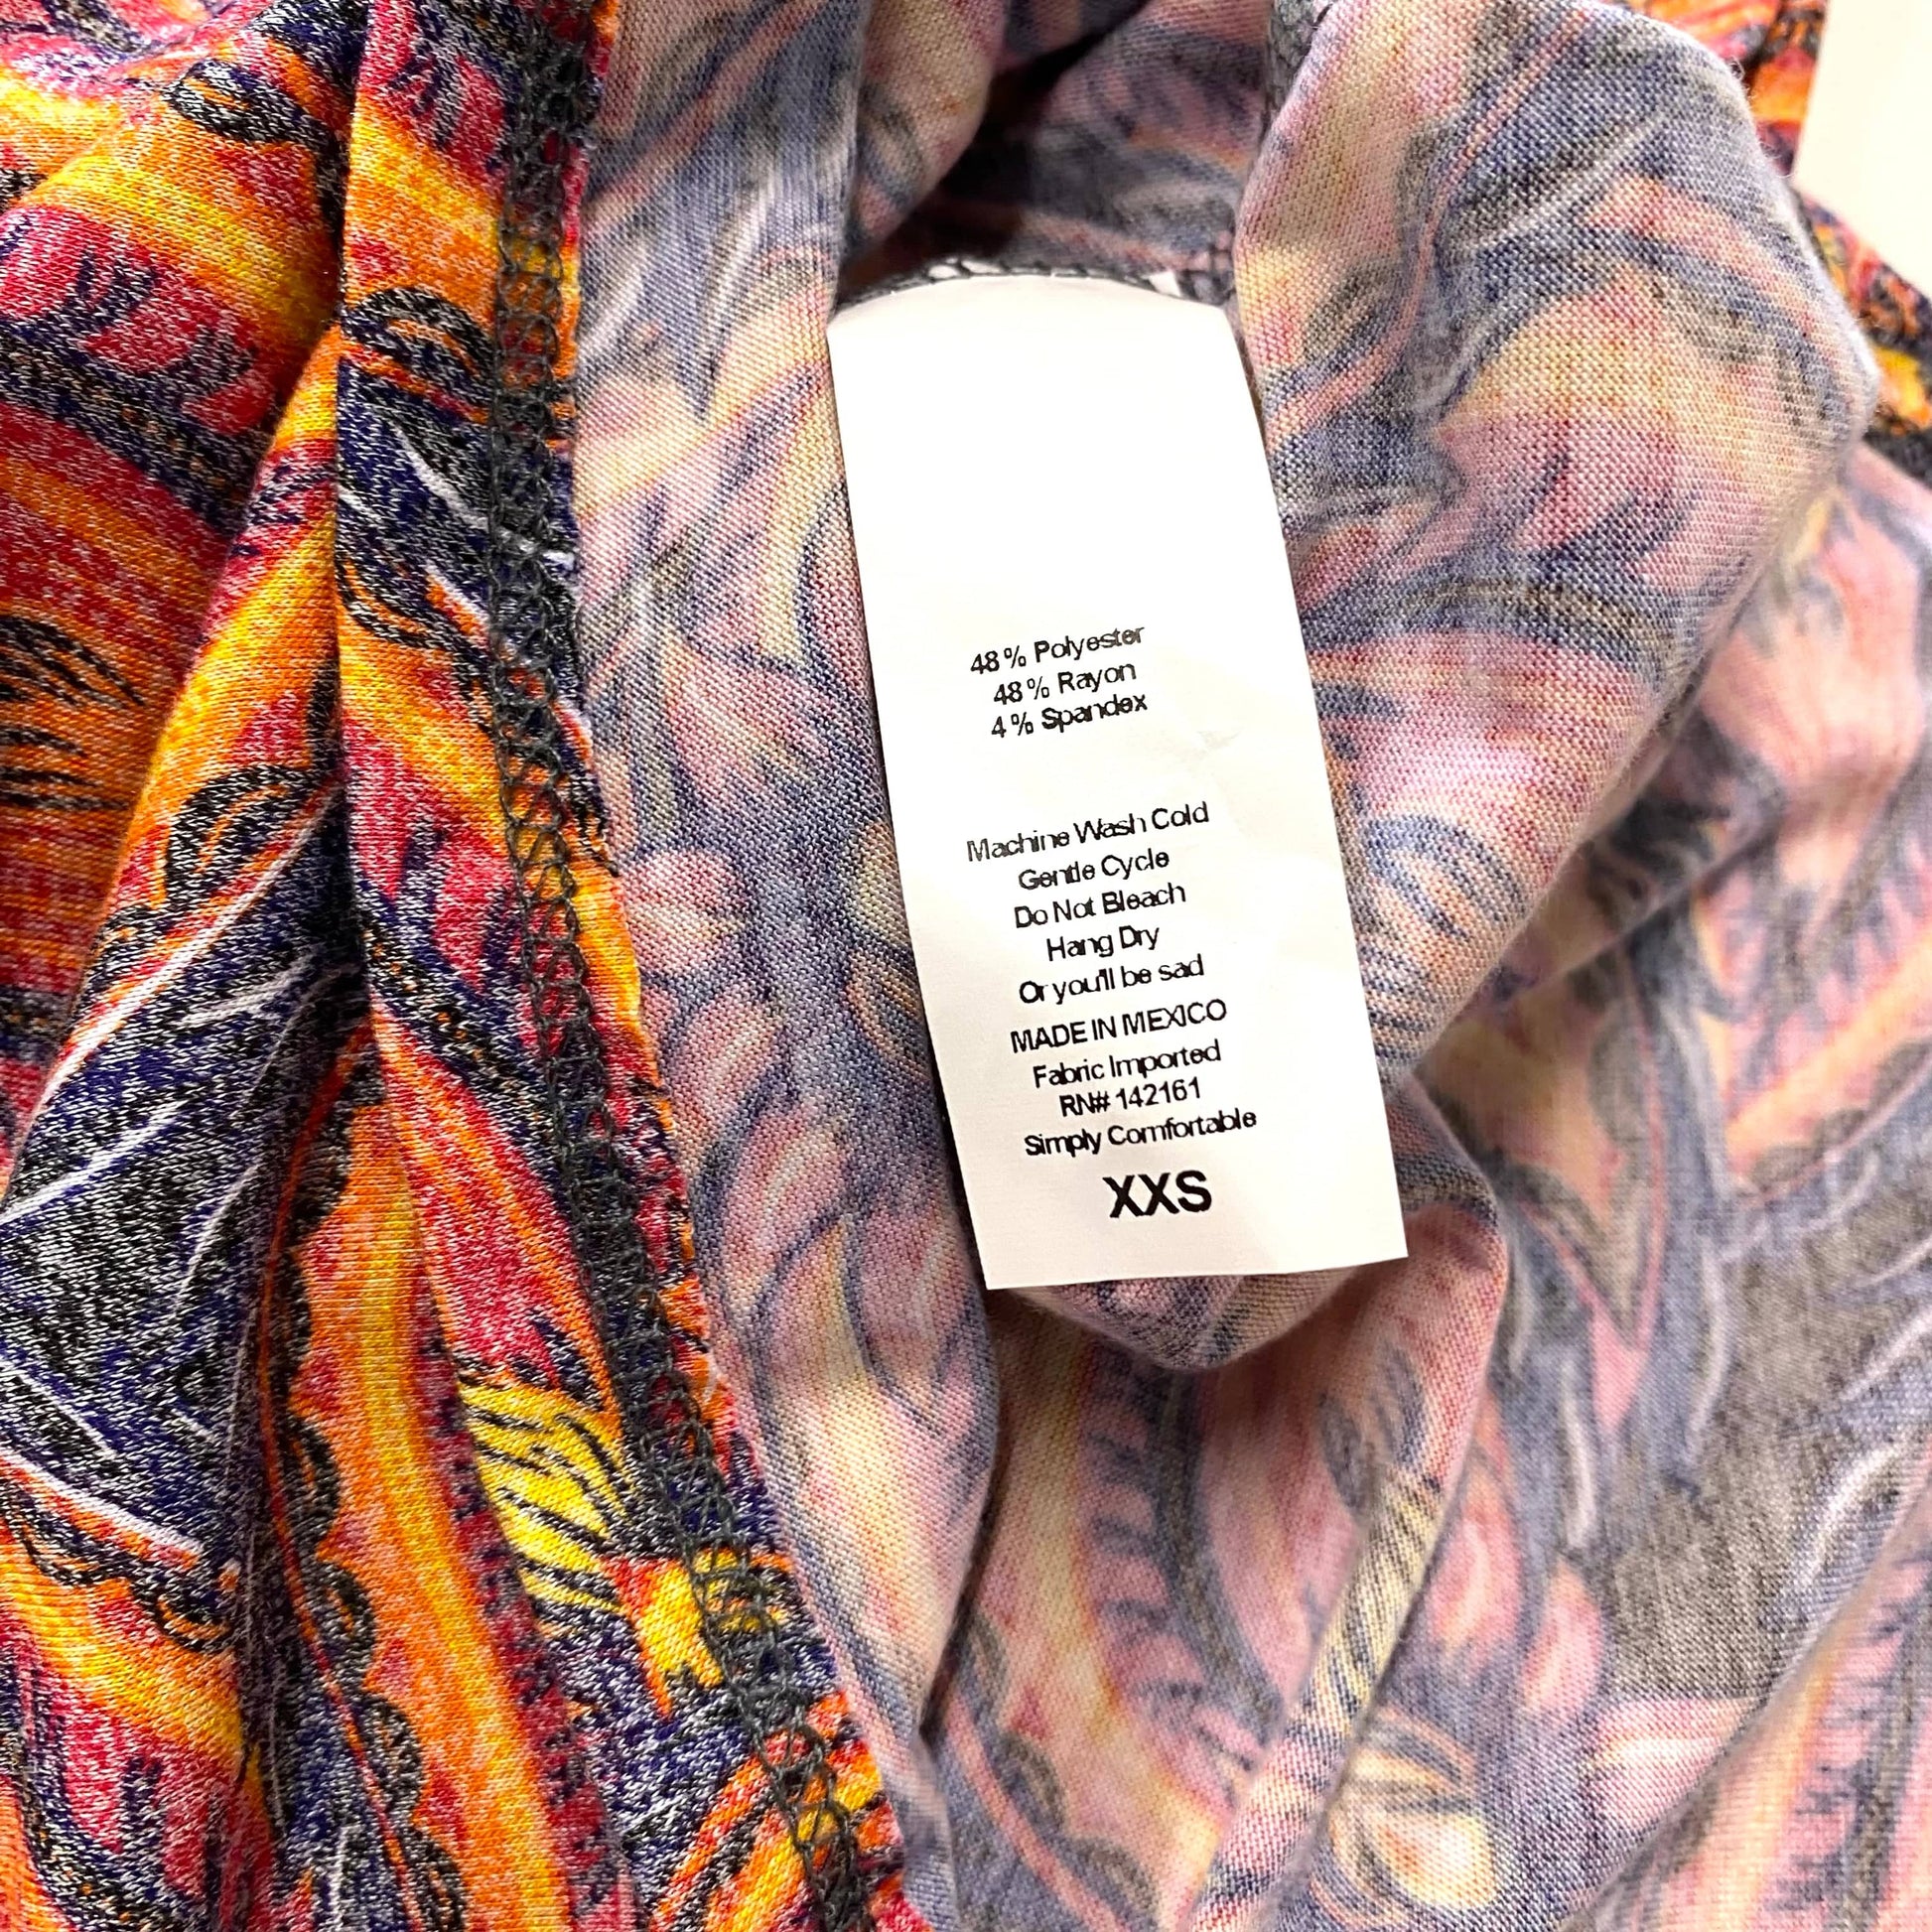 48% Polyester
48% Rayon
4% Spandex
Machine Wash Cold
Gentle Cycle
Do Not Bleach
Hang Dry
Or you'll be sad
MADE IN MEXICO
Fabric Imported
RN# 142161
Simply Comfortable
XXS